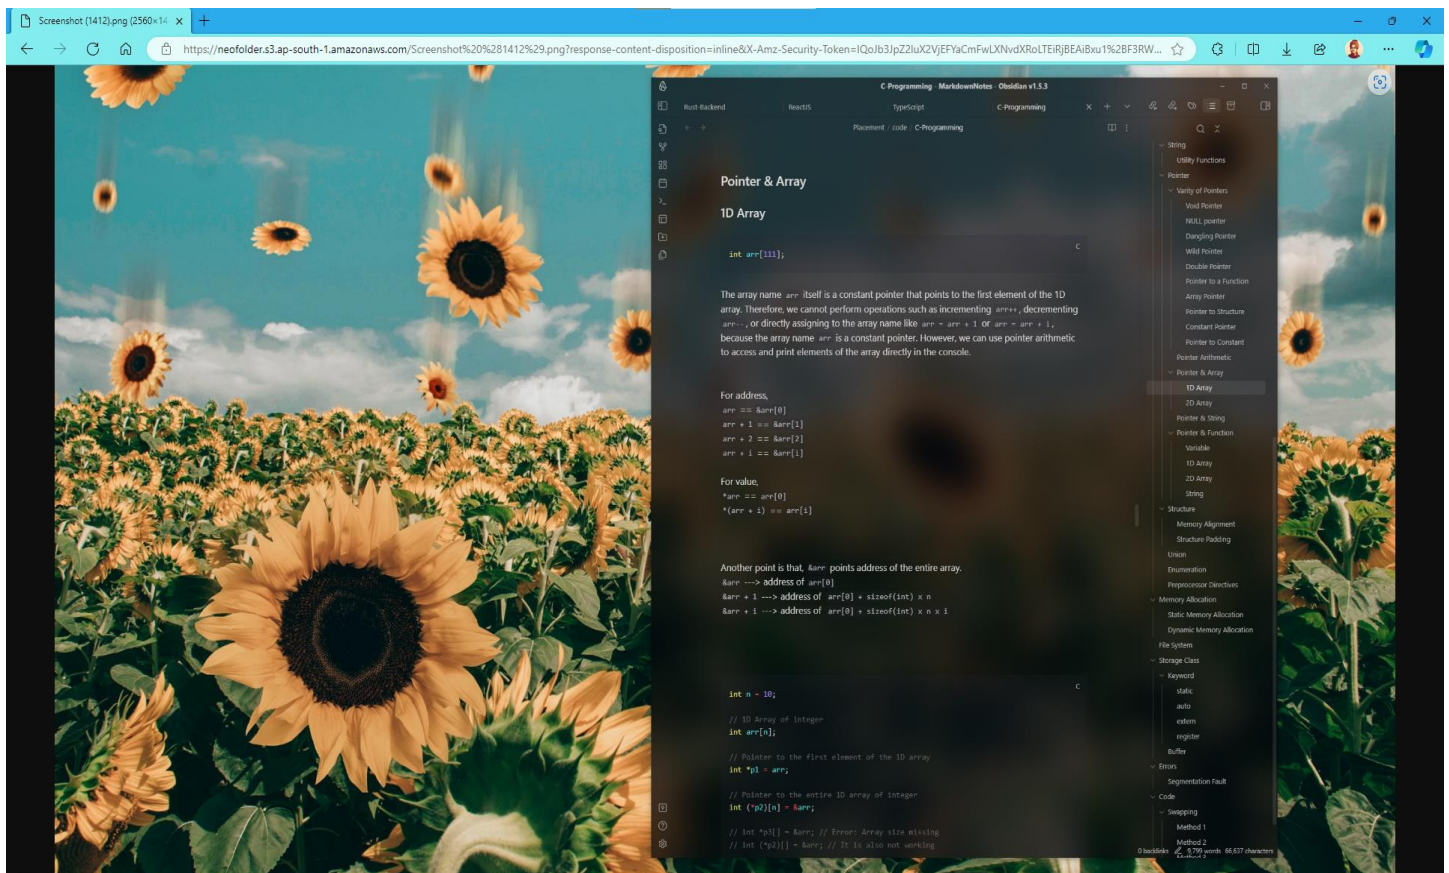 Screenshot (1412).png (2560×14
https://neofolder.s3.ap-south-1.amazonaws.com/Screenshot%20%281412%29.png?response-content-disposition=inline&X-Amz-Security-Token=IQoJb3JpZ2luX2VjEFYaCmFwLXNvdXRoLTEiRjBEAiBxu1%2BF3RW...
C-Programming - MarkdownNotes - Obsidian v1.5.3
Rust-Backend
ReactJS
TypeScript
C-Programming
Placement / code / C-Programming
Pointer & Array
1D Array
C
int arr[111];
The array name arr itself is a constant pointer that points to the first element of the 1D
array. Therefore, we cannot perform operations such as incrementing arr++, decrementing
arr--, or directly assigning to the array name like arr = arr + 1 or arr = arr + i,
because the array name arr is a constant pointer. However, we can use pointer arithmetic
to access and print elements of the array directly in the console.
For address,
arr == &arr[0]
arr + 1 == &arr[1]
arr + 2 == &arr[2]
arr + i == &arr[i]
For value,
*arr == arr[0]
*(arr + i) == arr[i]
Another point is that, &arr points address of the entire array.
&arr ---> address of arr[0]
&arr + 1 ---> address of arr[0] + sizeof(int) x n
&arr + i ---> address of arr[0] + sizeof(int) x n x i
C
int n = 10;
// 1D Array of integer
int arr[n];
// Pointer to the first element of the 1D array
int *p1 = arr;
// Pointer to the entire 1D array of integer
int (*p2)[n] = &arr;
// int *p3[] = &arr; // Error: Array size missing
// int (*p2)[] = &arr; // It is also not working
String
Utility Functions
Pointer
Varity of Pointers
Void Pointer
NULL pointer
Dangling Pointer
Wild Pointer
Double Pointer
Pointer to a Function
Array Pointer
Pointer to Structure
Constant Pointer
Pointer to Constant
Pointer Arithmetic
Pointer & Array
1D Array
2D Array
Pointer & String
Pointer & Function
Variable
1D Array
2D Array
String
Structure
Memory Alignment
Structure Padding
Union
Enumeration
Preprocessor Directives
Memory Allocation
Static Memory Allocation
Dynamic Memory Allocation
File System
Storage Class
Keyword
static
auto
extern
register
Buffer
Errors
Segmentation Fault
Code
Swapping
Method 1
Method 2
Method 3
0 backlinks 9,799 words 66,637 characters